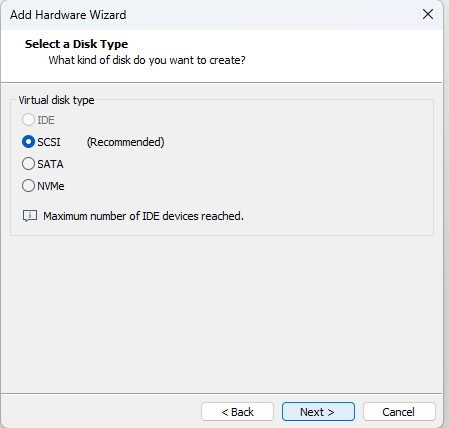 Add Hardware Wizard
Select a Disk Type
What kind of disk do you want to create?
Virtual disk type
IDE
SCSI (Recommended)
SATA
NVMe
Maximum number of IDE devices reached.
< Back Next > Cancel